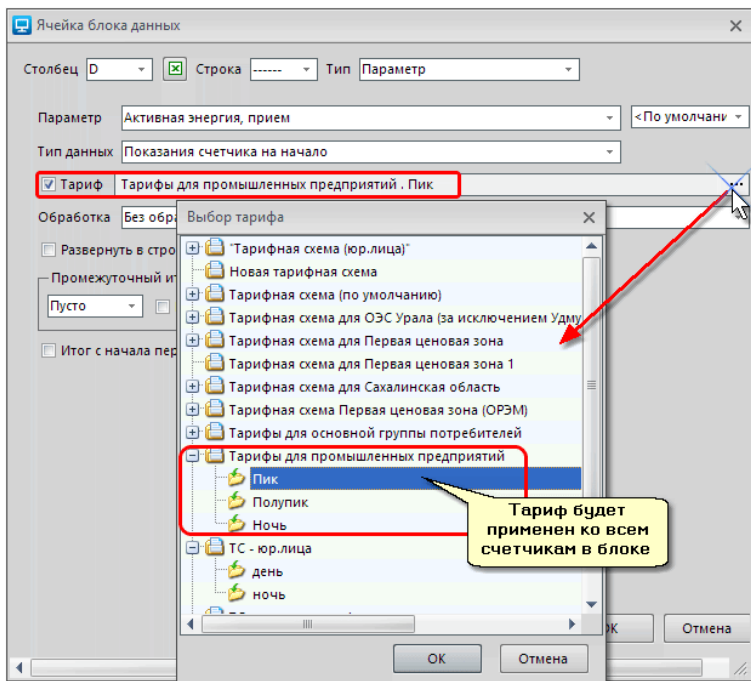 Ячейка блока данных
Столбец D Строка ------ Тип Параметр
Параметр Активная энергия, прием <По умолчани
Тип данных Показания счетчика на начало
Тариф Тарифы для промышленных предприятий . Пик ...
Обработка Без обра
Выбор тарифа
Развернуть в стро
Промежуточный ит
Пусто
Итог с начала пер
"Тарифная схема (юр.лица)"
Новая тарифная схема
Тарифная схема (по умолчанию)
Тарифная схема для ОЭС Урала (за исключением Удму
Тарифная схема для Первая ценовая зона
Тарифная схема для Первая ценовая зона 1
Тарифная схема для Сахалинская область
Тарифная схема Первая ценовая зона (ОРЭМ)
Тарифы для основной группы потребителей
Тарифы для промышленных предприятий
Пик
Полупик
Ночь
Тариф будет
применен ко всем
счетчикам в блоке
ТС - юр.лица
день
ночь
ОК Отмена
ОК Отмена